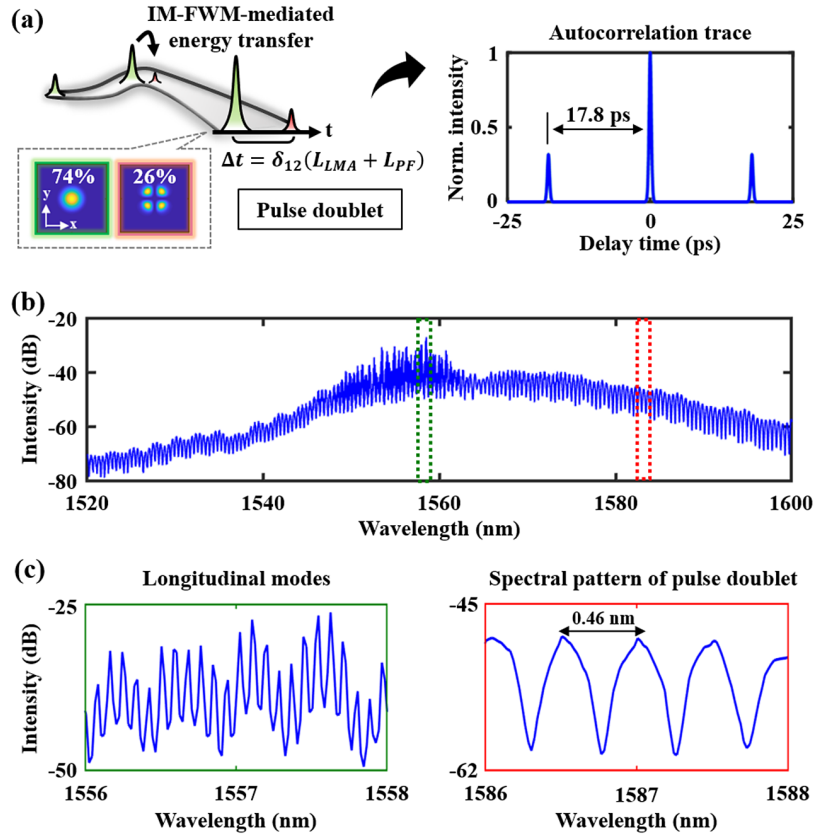 (a)
IM-FWM-mediated
energy transfer
t
Δt = δ₁₂(L_LMA + L_PF)
74%
26%
y
x
Pulse doublet
Autocorrelation trace
Norm. intensity
1
0.5
0
17.8 ps
-25
0
25
Delay time (ps)
(b)
Intensity (dB)
-20
-40
-60
-80
1520
1540
1560
1580
1600
Wavelength (nm)
(c)
Longitudinal modes
Intensity (dB)
-25
-50
1556
1557
1558
Wavelength (nm)
Spectral pattern of pulse doublet
-45
-62
0.46 nm
1586
1587
1588
Wavelength (nm)